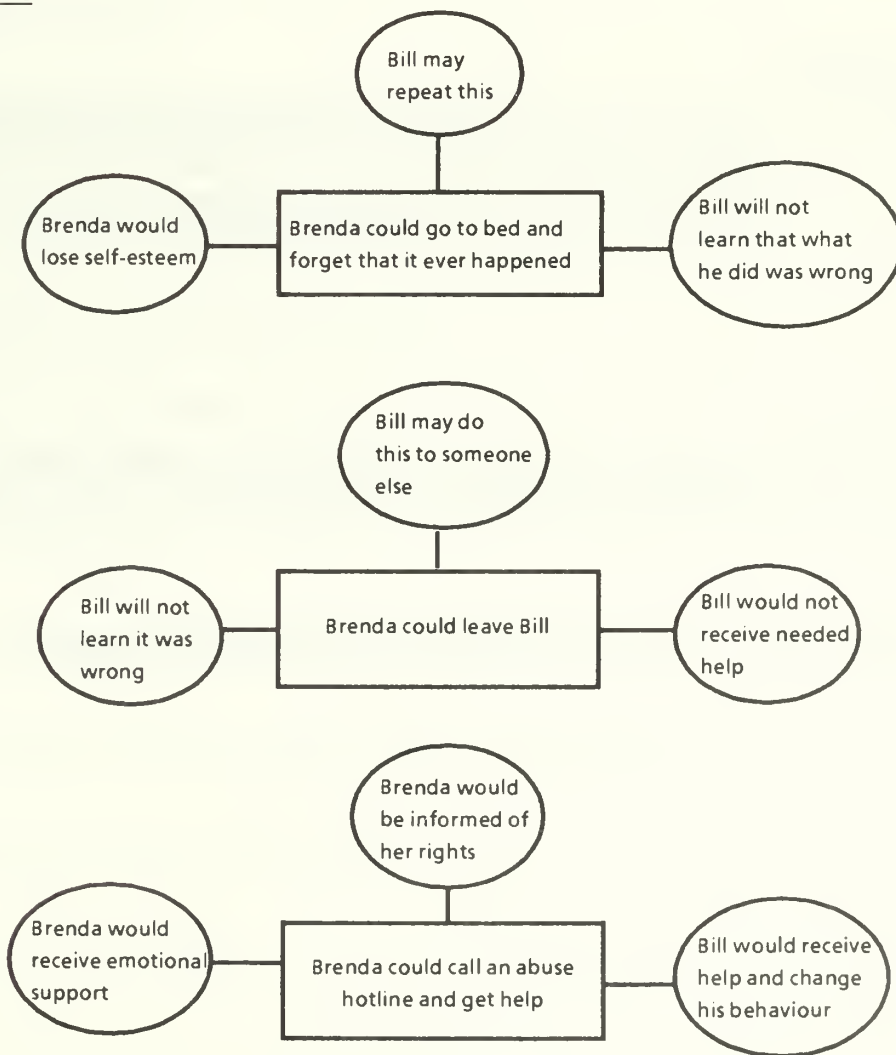 Bill may
repeat this
Brenda would
lose self-esteem
Brenda could go to bed and
forget that it ever happened
Bill will not
learn that what
he did was wrong
Bill may do
this to someone
else
Bill will not
learn it was
wrong
Brenda could leave Bill
Bill would not
receive needed
help
Brenda would
be informed of
her rights
Brenda would
receive emotional
support
Brenda could call an abuse
hotline and get help
Bill would receive
help and change
his behaviour